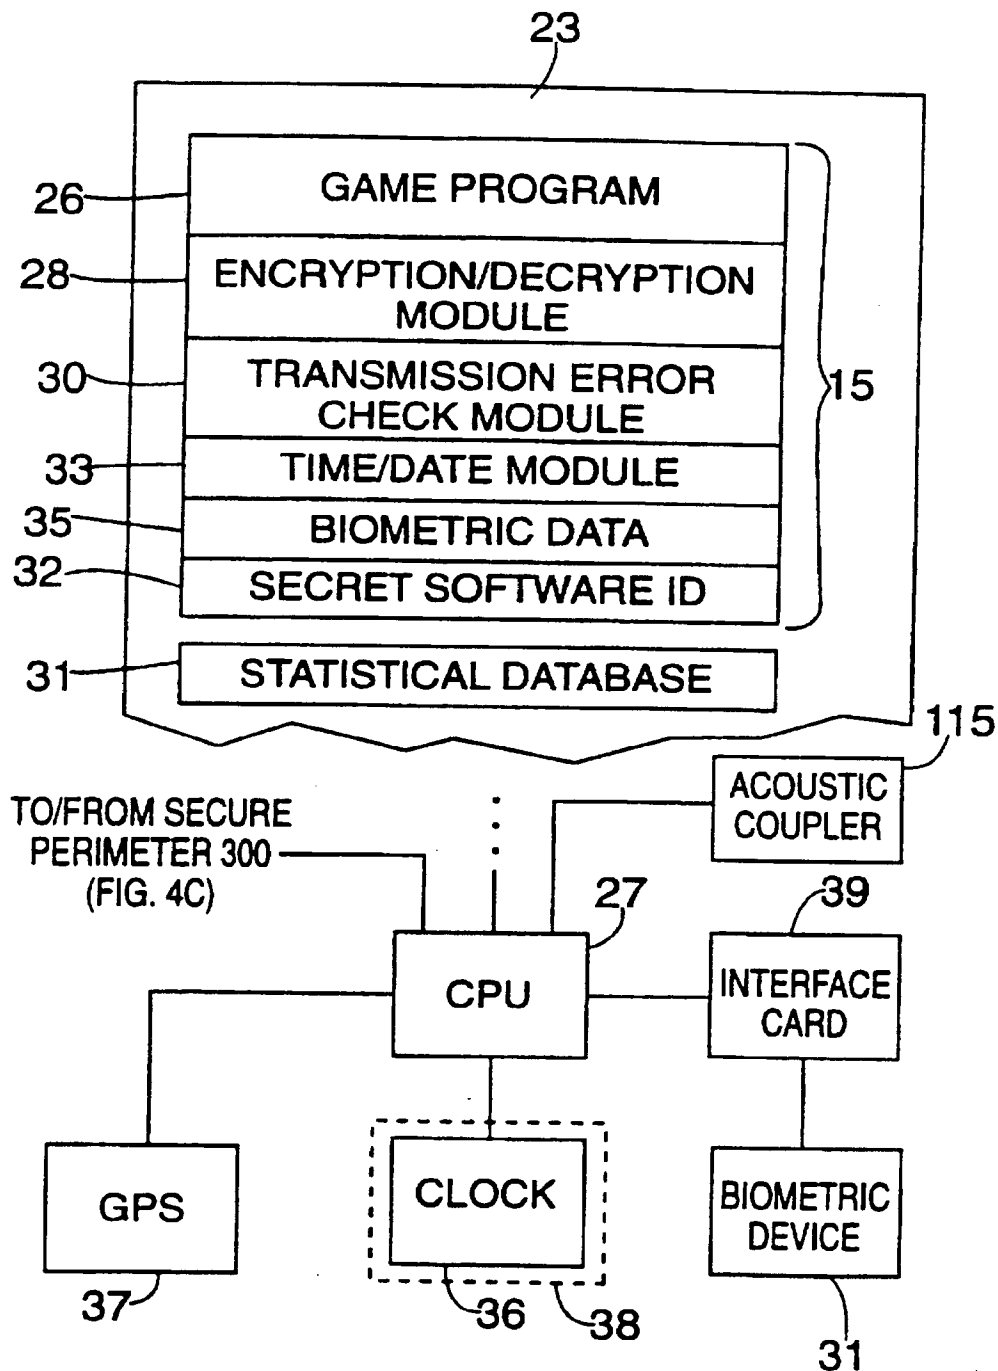 23
26
GAME PROGRAM
28
ENCRYPTION/DECRYPTION
MODULE
30
TRANSMISSION ERROR
CHECK MODULE
15
33
TIME/DATE MODULE
35
BIOMETRIC DATA
32
SECRET SOFTWARE ID
31
STATISTICAL DATABASE
115
ACOUSTIC
COUPLER
TO/FROM SECURE
PERIMETER 300
(FIG. 4C)
27
CPU
39
INTERFACE
CARD
GPS
37
CLOCK
36
38
BIOMETRIC
DEVICE
31